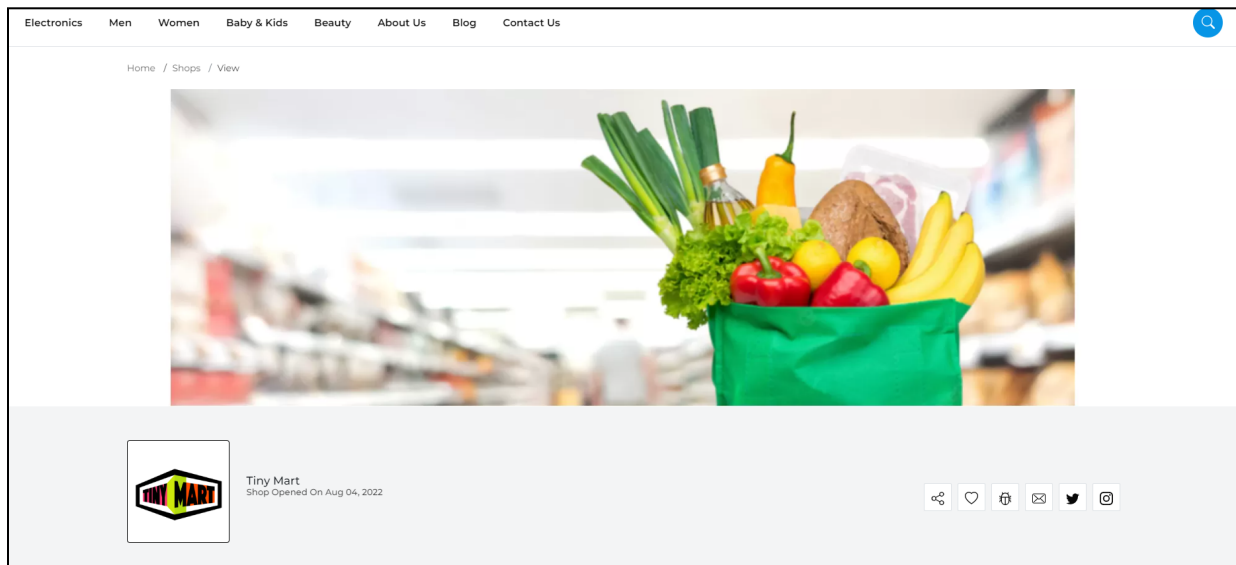 Electronics Men Women Baby & Kids Beauty About Us Blog Contact Us
Home / Shops / View
TINY MART
Tiny Mart
Shop Opened On Aug 04, 2022